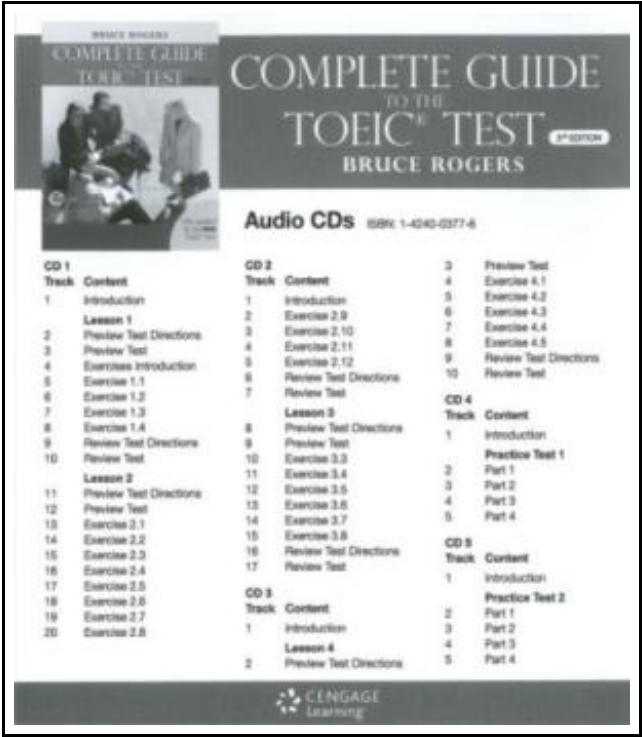 BRUCE ROGERS
COMPLETE GUIDE
TOEIC TEST
COMPLETE GUIDE
TO THE
TOEIC® TEST 3RD EDITION
BRUCE ROGERS
Audio CDs ISBN: 1-4240-0377-6
CD 1
Track Content
1 Introduction
Lesson 1
2 Preview Test Directions
3 Preview Test
4 Exercises Introduction
5 Exercise 1.1
6 Exercise 1.2
7 Exercise 1.3
8 Exercise 1.4
9 Review Test Directions
10 Review Test
Lesson 2
11 Preview Test Directions
12 Preview Test
13 Exercise 2.1
14 Exercise 2.2
15 Exercise 2.3
16 Exercise 2.4
17 Exercise 2.5
18 Exercise 2.6
19 Exercise 2.7
20 Exercise 2.8
CD 2
Track Content
1 Introduction
2 Exercise 2.9
3 Exercise 2.10
4 Exercise 2.11
5 Exercise 2.12
6 Review Test Directions
7 Review Test
Lesson 3
8 Preview Test Directions
9 Preview Test
10 Exercise 3.3
11 Exercise 3.4
12 Exercise 3.5
13 Exercise 3.6
14 Exercise 3.7
15 Exercise 3.8
16 Review Test Directions
17 Review Test
CD 3
Track Content
1 Introduction
Lesson 4
2 Preview Test Directions
3 Preview Test
4 Exercise 4.1
5 Exercise 4.2
6 Exercise 4.3
7 Exercise 4.4
8 Exercise 4.5
9 Review Test Directions
10 Review Test
CD 4
Track Content
1 Introduction
Practice Test 1
2 Part 1
3 Part 2
4 Part 3
5 Part 4
CD 5
Track Content
1 Introduction
Practice Test 2
2 Part 1
3 Part 2
4 Part 3
5 Part 4
CENGAGE
Learning